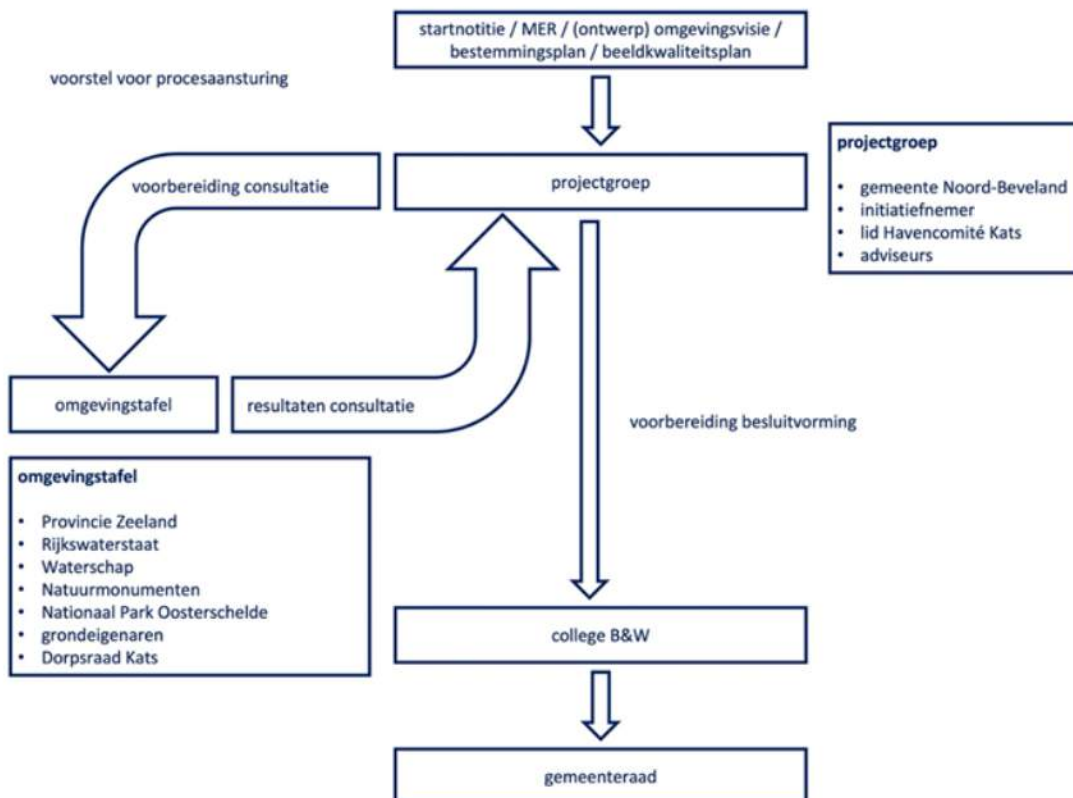 startnotitie / MER / (ontwerp) omgevingsvisie /
bestemmingsplan / beeldkwaliteitsplan
voorstel voor procesaansturing
projectgroep
• gemeente Noord-Beveland
• initiatiefnemer
• lid Havencomité Kats
• adviseurs
voorbereiding consultatie
projectgroep
omgevingstafel
resultaten consultatie
voorbereiding besluitvorming
omgevingstafel
• Provincie Zeeland
• Rijkswaterstaat
• Waterschap
• Natuurmonumenten
• Nationaal Park Oosterschelde
• grondeigenaren
• Dorpsraad Kats
college B&W
gemeenteraad